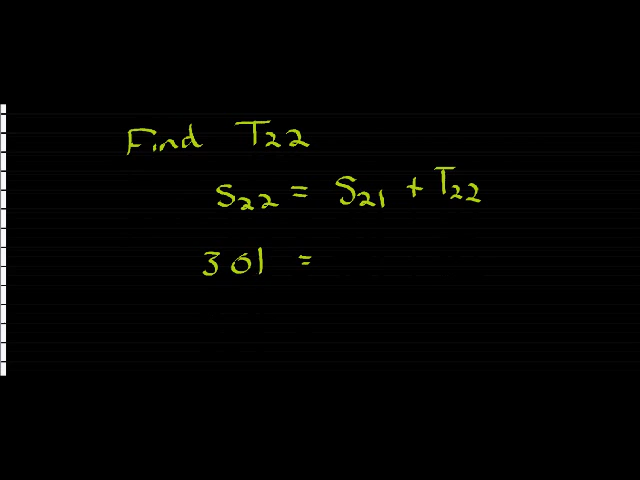 Find T22
S22 = S21 + T22
301 =